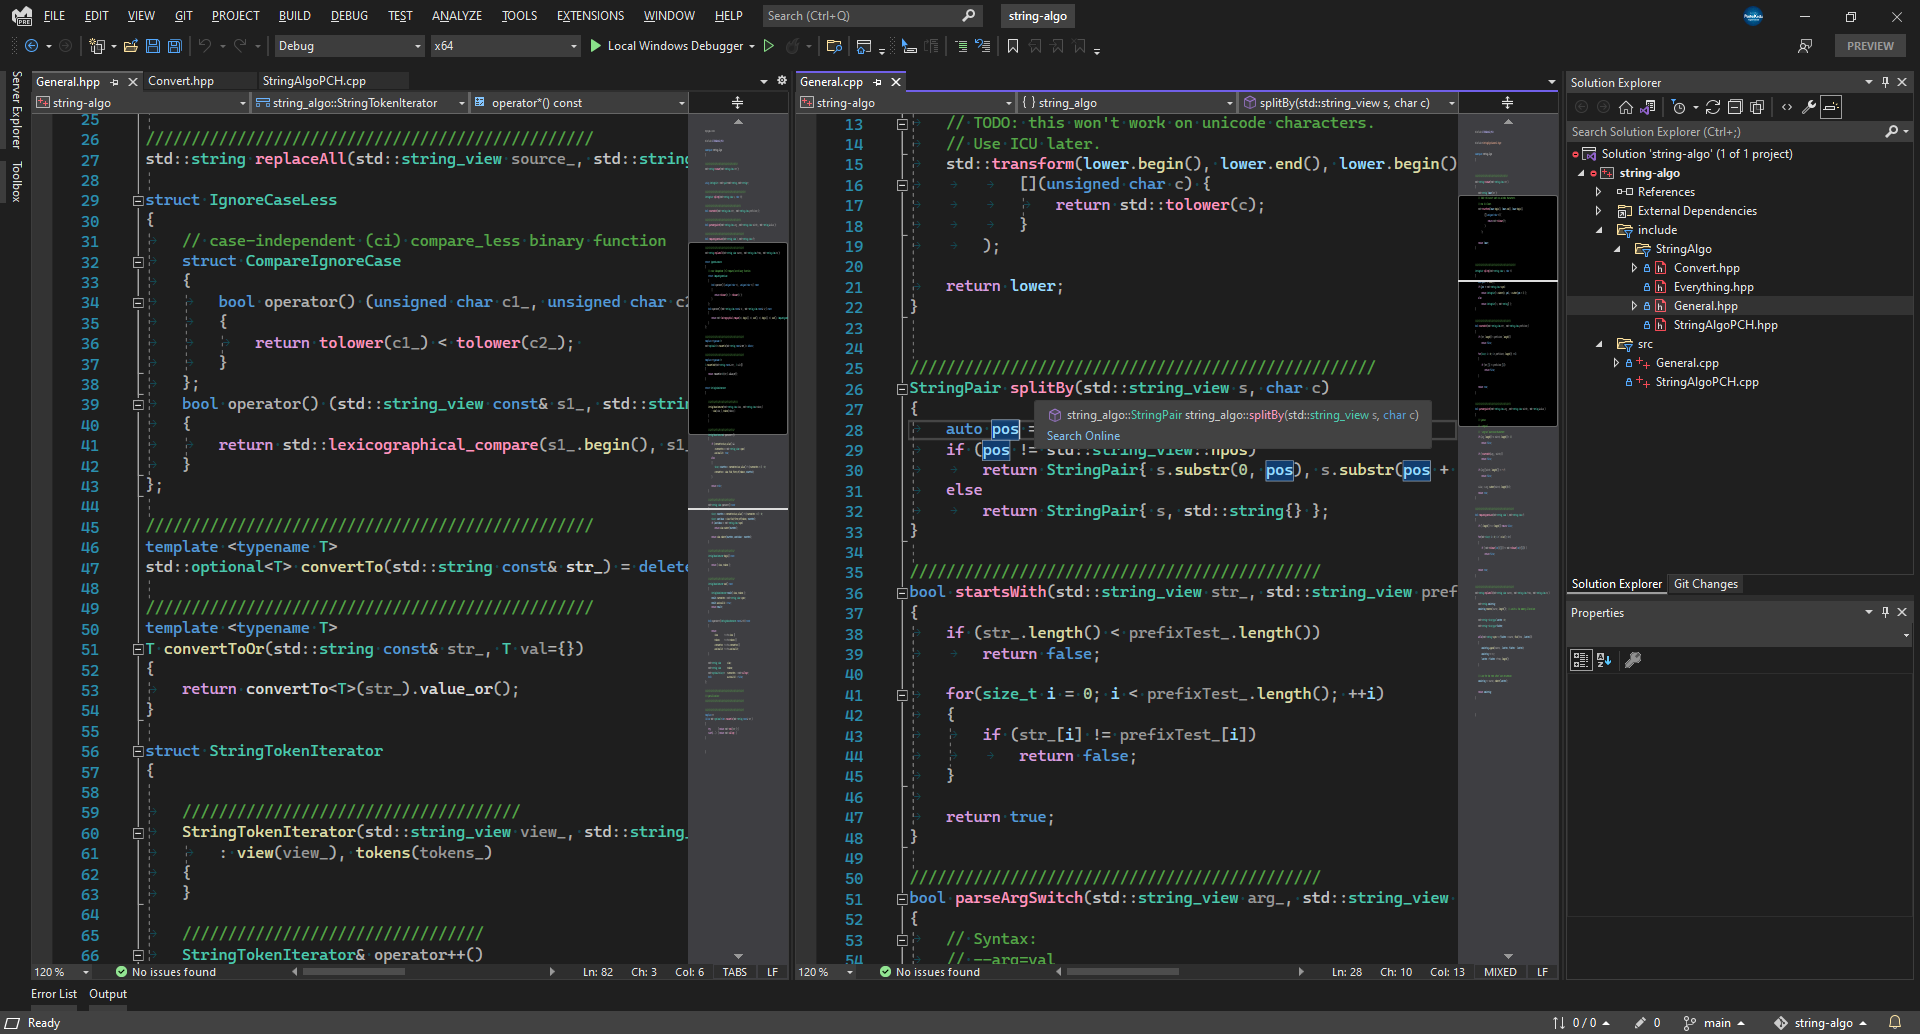 FILE EDIT VIEW GIT PROJECT BUILD DEBUG TEST ANALYZE TOOLS EXTENSIONS WINDOW HELP Search (Ctrl+Q) string-algo
Debug x64 Local Windows Debugger PREVIEW
Server Explorer
Toolbox
General.hpp Convert.hpp StringAlgoPCH.cpp
string-algo string_algo::StringTokenIterator operator*() const
25
26 /////////////////////////////////////////////////
27 std::string replaceAll(std::string_view source_, std::string
28
29 struct IgnoreCaseLess
30 {
31 // case-independent (ci) compare_less binary function
32 struct CompareIgnoreCase
33 {
34 bool operator() (unsigned char c1_, unsigned char c2
35 {
36 return tolower(c1_) < tolower(c2_);
37 }
38 };
39 bool operator() (std::string_view const& s1_, std::strin
40 {
41 return std::lexicographical_compare(s1_.begin(), s1_
42 }
43 };
44
45 /////////////////////////////////////////////////
46 template <typename T>
47 std::optional<T> convertTo(std::string const& str_) = delete
48
49 /////////////////////////////////////////////////
50 template <typename T>
51 T convertToOr(std::string const& str_, T val={})
52 {
53 return convertTo<T>(str_).value_or();
54 }
55
56 struct StringTokenIterator
57 {
58
59 /////////////////////////////////////
60 StringTokenIterator(std::string_view view_, std::string_
61 : view(view_), tokens(tokens_)
62 {
63 }
64
65 /////////////////////////////////
66 StringTokenIterator& operator++()
120 % No issues found Ln: 82 Ch: 3 Col: 6 TABS LF
General.cpp
string-algo { } string_algo splitBy(std::string_view s, char c)
13 // TODO: this won't work on unicode characters.
14 // Use ICU later.
15 std::transform(lower.begin(), lower.end(), lower.begin()
16 [](unsigned char c) {
17 return std::tolower(c);
18 }
19 );
20
21 return lower;
22 }
23
24
25 ///////////////////////////////////////////////////
26 StringPair splitBy(std::string_view s, char c)
27 {
string_algo::StringPair string_algo::splitBy(std::string_view s, char c)
Search Online
28 auto pos =
29 if (pos != std::string_view::npos)
30 return StringPair{ s.substr(0, pos), s.substr(pos +
31 else
32 return StringPair{ s, std::string{} };
33 }
34
35 /////////////////////////////////////////////
36 bool startsWith(std::string_view str_, std::string_view pref
37 {
38 if (str_.length() < prefixTest_.length())
39 return false;
40
41 for(size_t i = 0; i < prefixTest_.length(); ++i)
42 {
43 if (str_[i] != prefixTest_[i])
44 return false;
45 }
46
47 return true;
48 }
49
50 /////////////////////////////////////////////
51 bool parseArgSwitch(std::string_view arg_, std::string_view
52 {
53 // Syntax:
54 // --arg=val
120 % No issues found Ln: 28 Ch: 10 Col: 13 MIXED LF
Solution Explorer
Search Solution Explorer (Ctrl+;)
Solution 'string-algo' (1 of 1 project)
string-algo
References
External Dependencies
include
StringAlgo
Convert.hpp
Everything.hpp
General.hpp
StringAlgoPCH.hpp
src
General.cpp
StringAlgoPCH.cpp
Solution Explorer Git Changes
Properties
Error List Output
Ready 0 / 0 0 main string-algo